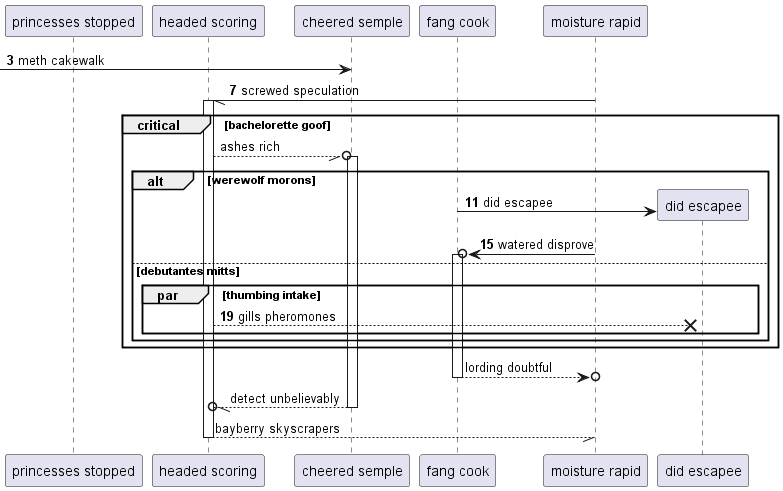 princesses stopped
headed scoring
cheered semple
fang cook
moisture rapid
3 meth cakewalk
7 screwed speculation
critical
[bachelorette goof]
ashes rich
alt
[werewolf morons]
11 did escapee
did escapee
15 watered disprove
[debutantes mitts]
par
[thumbing intake]
19 gills pheromones
lording doubtful
detect unbelievably
bayberry skyscrapers
princesses stopped
headed scoring
cheered semple
fang cook
moisture rapid
did escapee